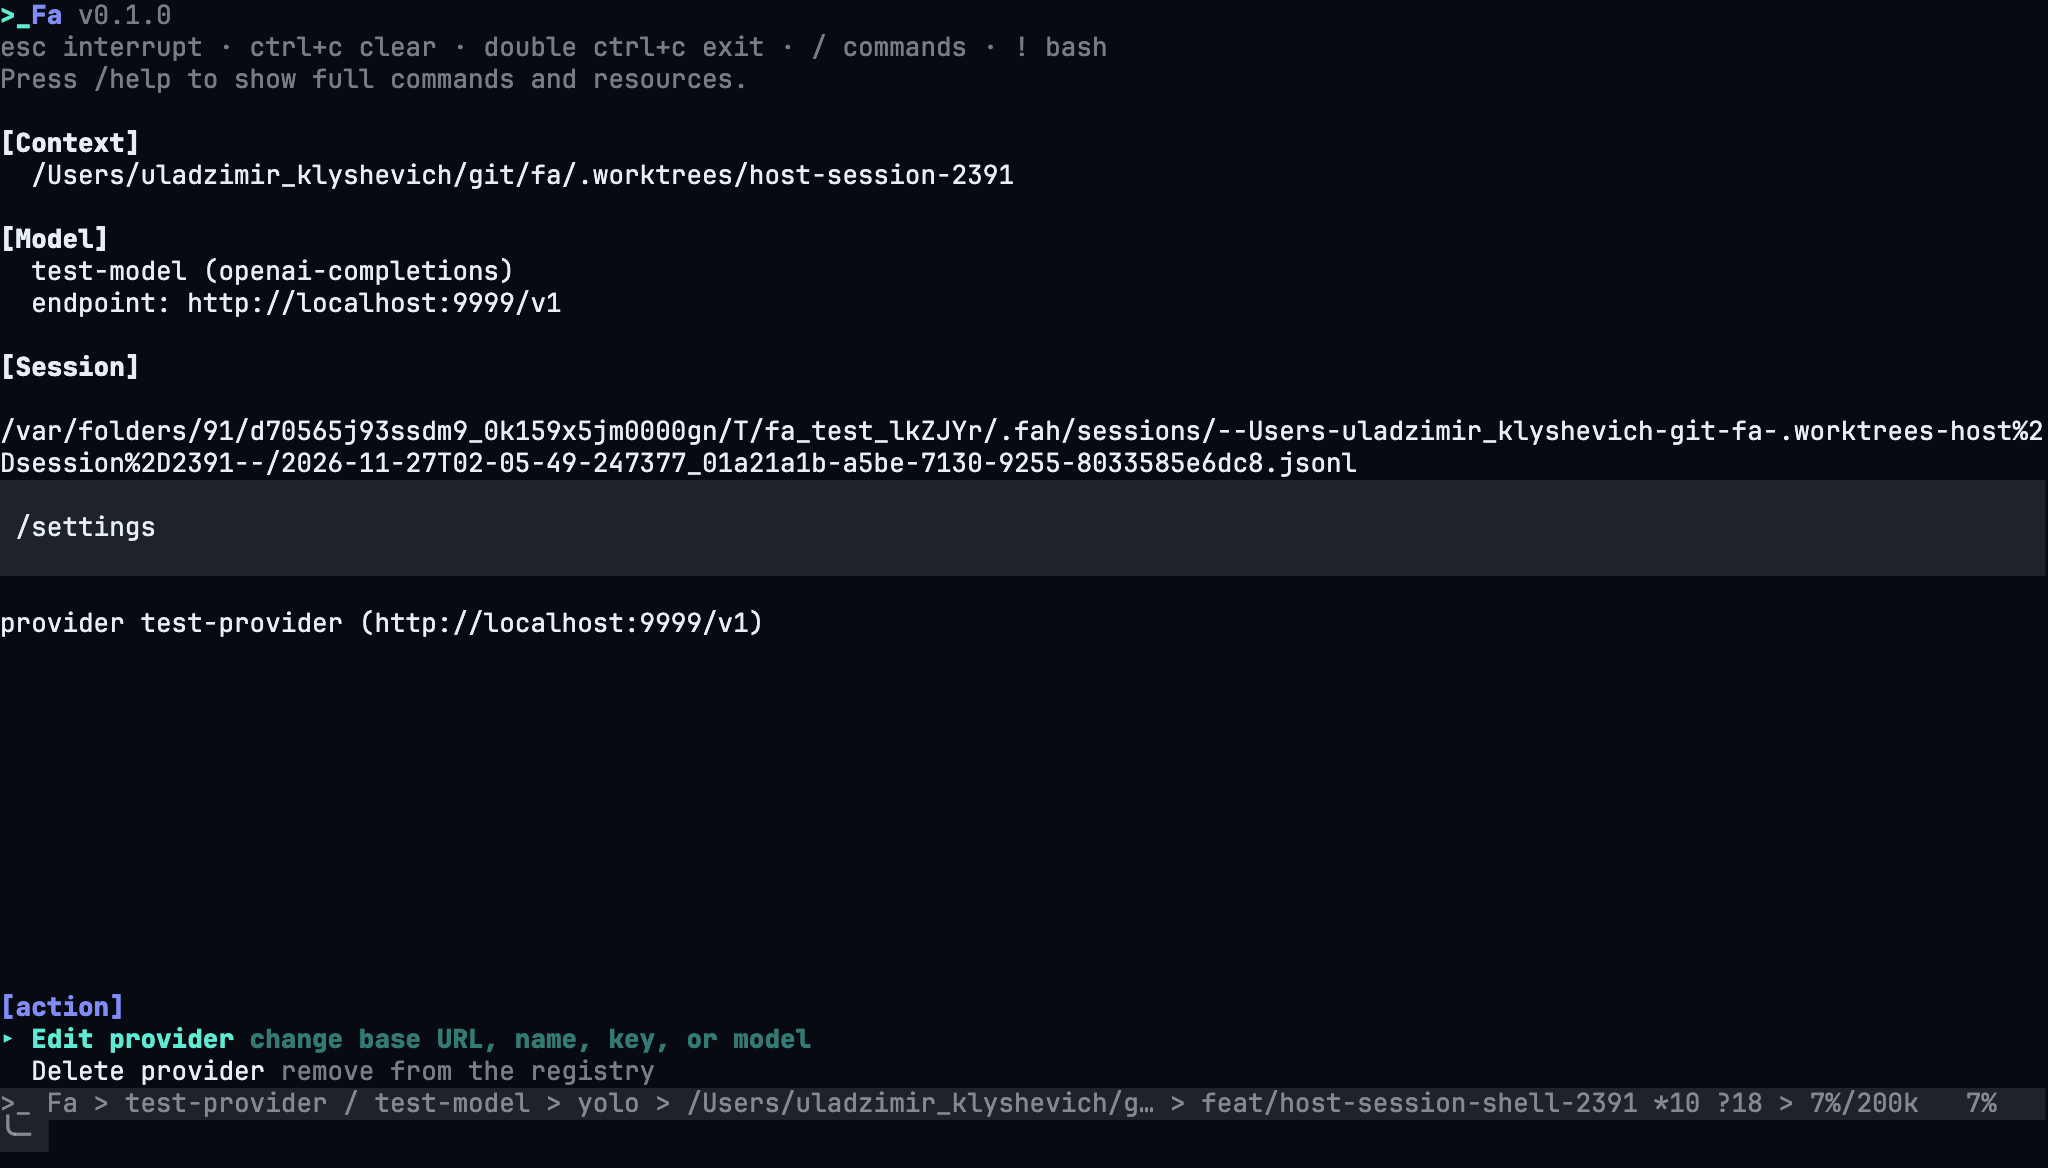 >_Fa v0.1.0
esc interrupt · ctrl+c clear · double ctrl+c exit · / commands · ! bash
Press /help to show full commands and resources.
[Context]
/Users/uladzimir_klyshevich/git/fa/.worktrees/host-session-2391
[Model]
test-model (openai-completions)
endpoint: http://localhost:9999/v1
[Session]
/var/folders/91/d70565j93ssdm9_0k159x5jm0000gn/T/fa_test_lkZJYr/.fah/sessions/--Users-uladzimir_klyshevich-git-fa-.worktrees-host%2
Dsession%2D2391--/2026-11-27T02-05-49-247377_01a21a1b-a5be-7130-9255-8033585e6dc8.jsonl
/settings
provider test-provider (http://localhost:9999/v1)
[action]
▸ Edit provider change base URL, name, key, or model
Delete provider remove from the registry
>_ Fa > test-provider / test-model > yolo > /Users/uladzimir_klyshevich/g… > feat/host-session-shell-2391 *10 ?18 > 7%/200k 7%